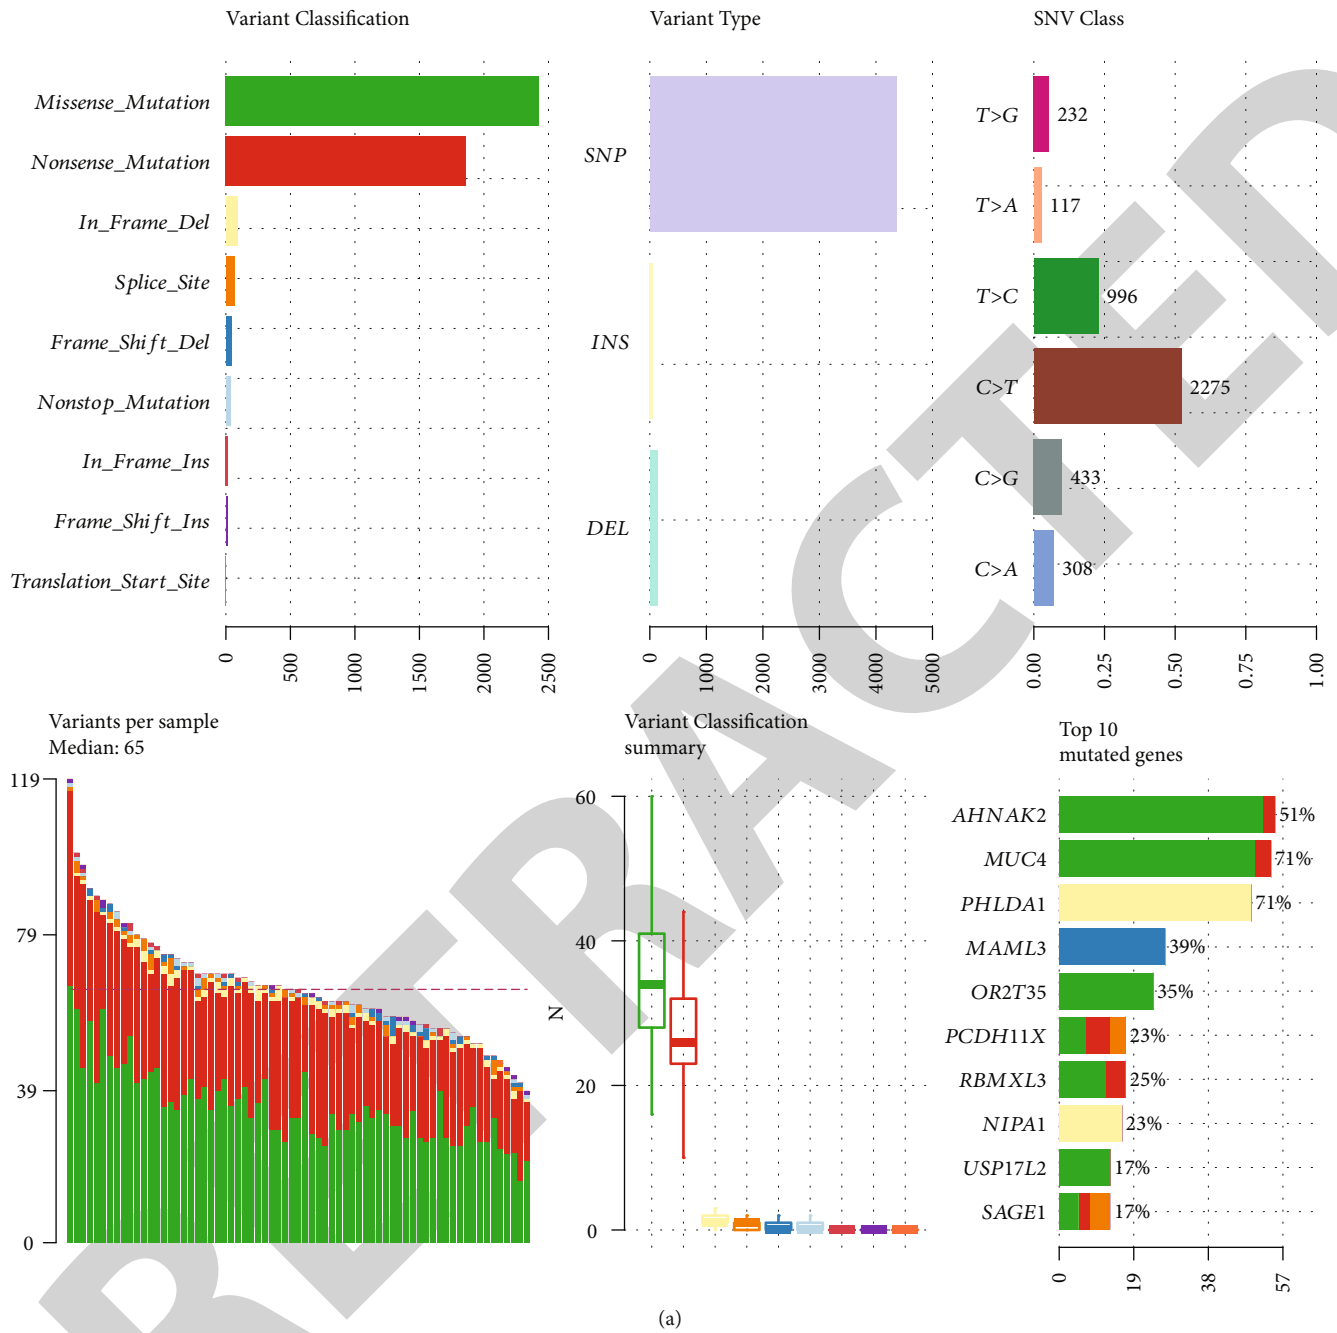 Variant Classification
Missense_Mutation
Nonsense_Mutation
In_Frame_Del
Splice_Site
Frame_Shift_Del
Nonstop_Mutation
In_Frame_Ins
Frame_Shift_Ins
Translation_Start_Site
0 500 1000 1500 2000 2500
Variant Type
SNP
INS
DEL
0 1000 2000 3000 4000 5000
SNV Class
T>G 232
T>A 117
T>C 996
C>T 2275
C>G 433
C>A 308
0.00 0.25 0.50 0.75 1.00
Variants per sample
Median: 65
119
79
39
0
Variant Classification
summary
N
60
40
20
0
Top 10
mutated genes
AHNAK2 51%
MUC4 71%
PHLDA1 71%
MAML3 39%
OR2T35 35%
PCDH11X 23%
RBMXL3 25%
NIPA1 23%
USP17L2 17%
SAGE1 17%
0 19 38 57
(a)
RETRACTED